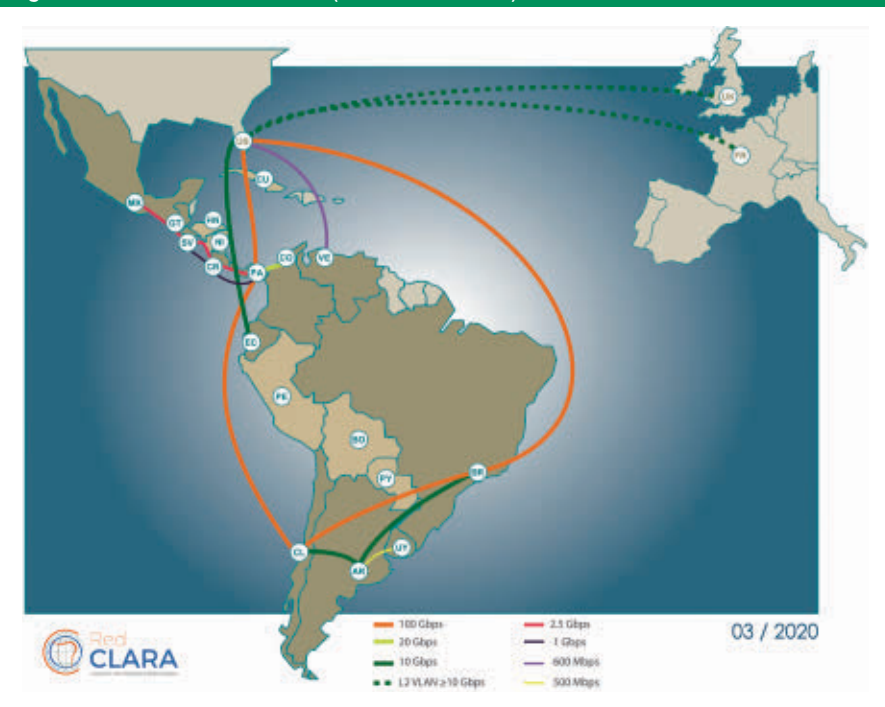 US
UK
FR
CU
MX
GT
HN
SV
NI
CR
PA
CO
VE
EC
PE
BO
BR
PY
CL
UY
AR
100 Gbps
2.5 Gbps
20 Gbps
1 Gbps
10 Gbps
600 Mbps
L2 VLAN ≥10 Gbps
500 Mbps
03 / 2020
Red
CLARA